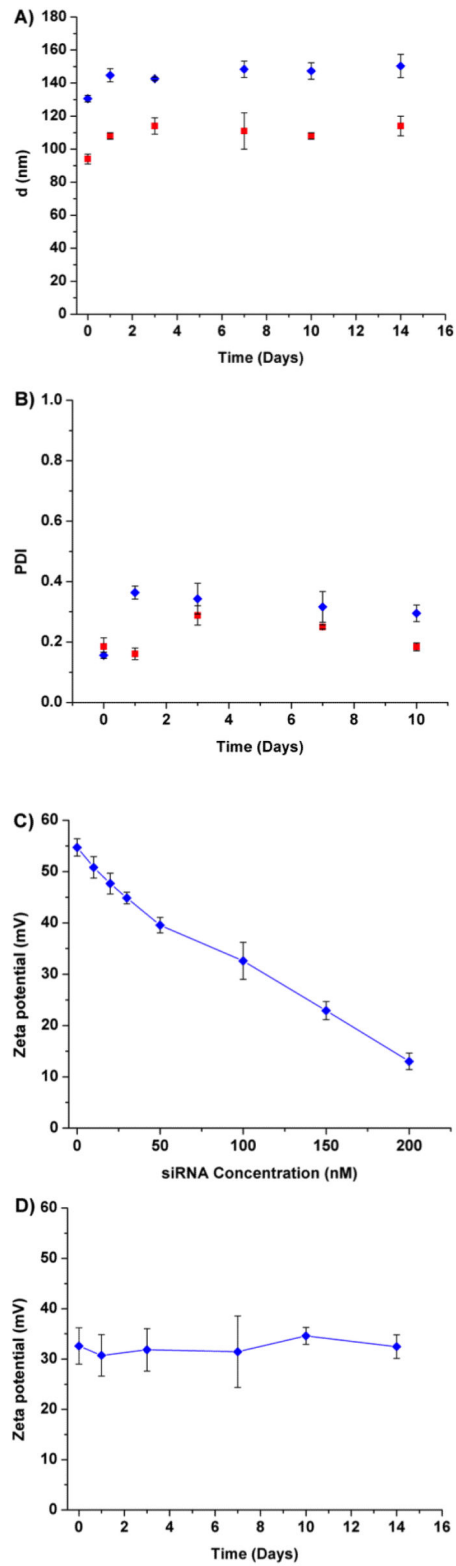 A)
180
160
140
120
100
80
60
40
20
0
d (nm)
0 2 4 6 8 10 12 14 16
Time (Days)
B)
1.0
0.8
0.6
0.4
0.2
0.0
PDI
0 2 4 6 8 10
Time (Days)
C)
60
50
40
30
20
10
0
Zeta potential (mV)
0 50 100 150 200
siRNA Concentration (nM)
D)
60
50
40
30
20
10
0
Zeta potential (mV)
0 2 4 6 8 10 12 14 16
Time (Days)